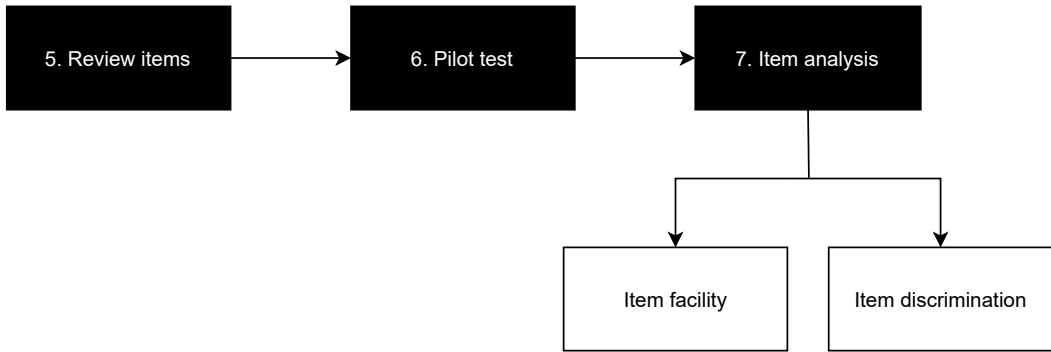 5. Review items
6. Pilot test
7. Item analysis
Item facility
Item discrimination